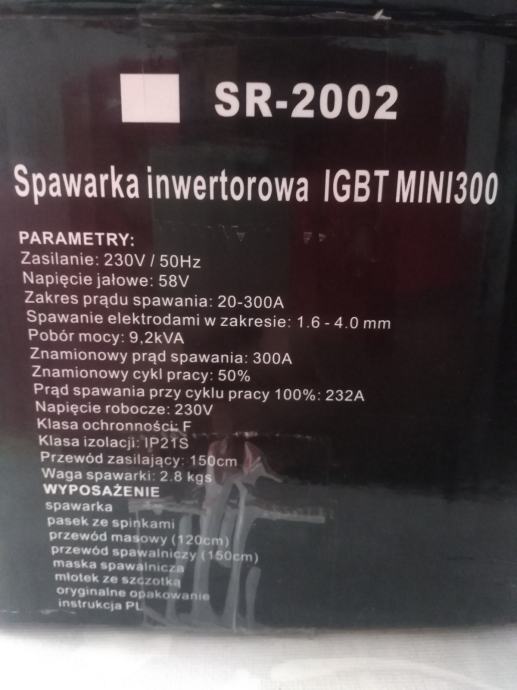 SR-2002
Spawarka inwertorowa IGBT MINI300
PARAMETRY:
Zasilanie: 230V / 50Hz
Napięcie jałowe: 58V
Zakres prądu spawania: 20-300A
Spawanie elektrodami w zakresie: 1.6 - 4.0 mm
Pobór mocy: 9,2kVA
Znamionowy prąd spawania: 300A
Znamionowy cykl pracy: 50%
Prąd spawania przy cyklu pracy 100%: 232A
Napięcie robocze: 230V
Klasa ochronności: F
Klasa izolacji: IP21S
Przewód zasilający: 150cm
Waga spawarki: 2.8 kgs
WYPOSAŻENIE
spawarka
pasek ze spinkami
przewód masowy (120cm)
przewód spawalniczy (150cm)
maska spawalnicza
młotek ze szczotką
oryginalne opakowanie
instrukcja PL